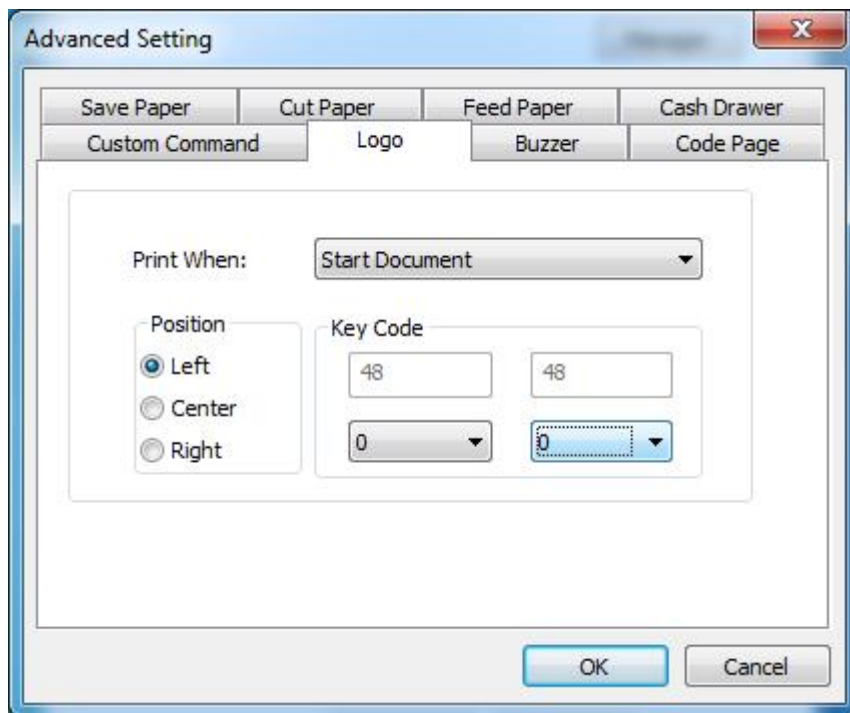 Advanced Setting
Save Paper Cut Paper Feed Paper Cash Drawer
Custom Command Logo Buzzer Code Page
Print When: Start Document
Position Key Code
Left 48 48
Center
Right 0 0
OK Cancel